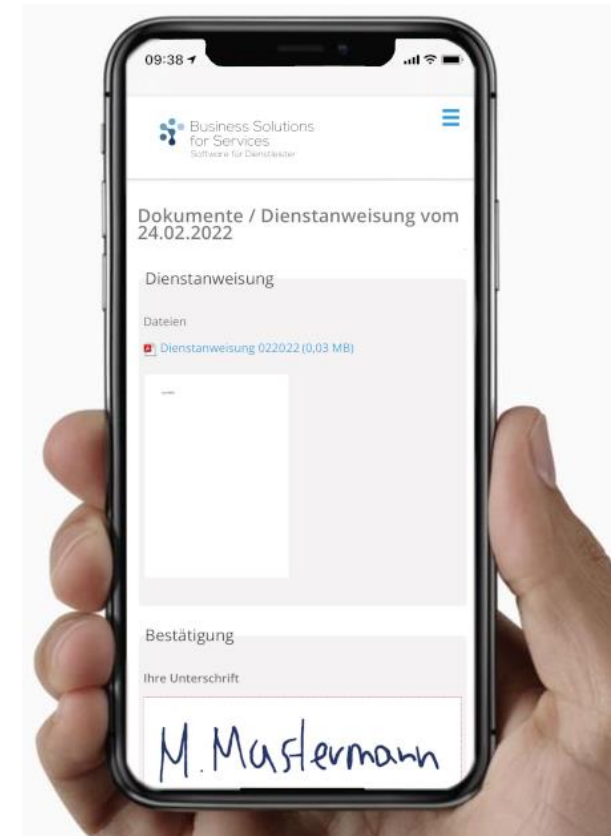 09:38
Business Solutions
for Services
Software für Dienstleister
Dokumente / Dienstanweisung vom
24.02.2022
Dienstanweisung
Dateien
Dienstanweisung 022022 (0,03 MB)
Bestätigung
Ihre Unterschrift
M. Mustermann